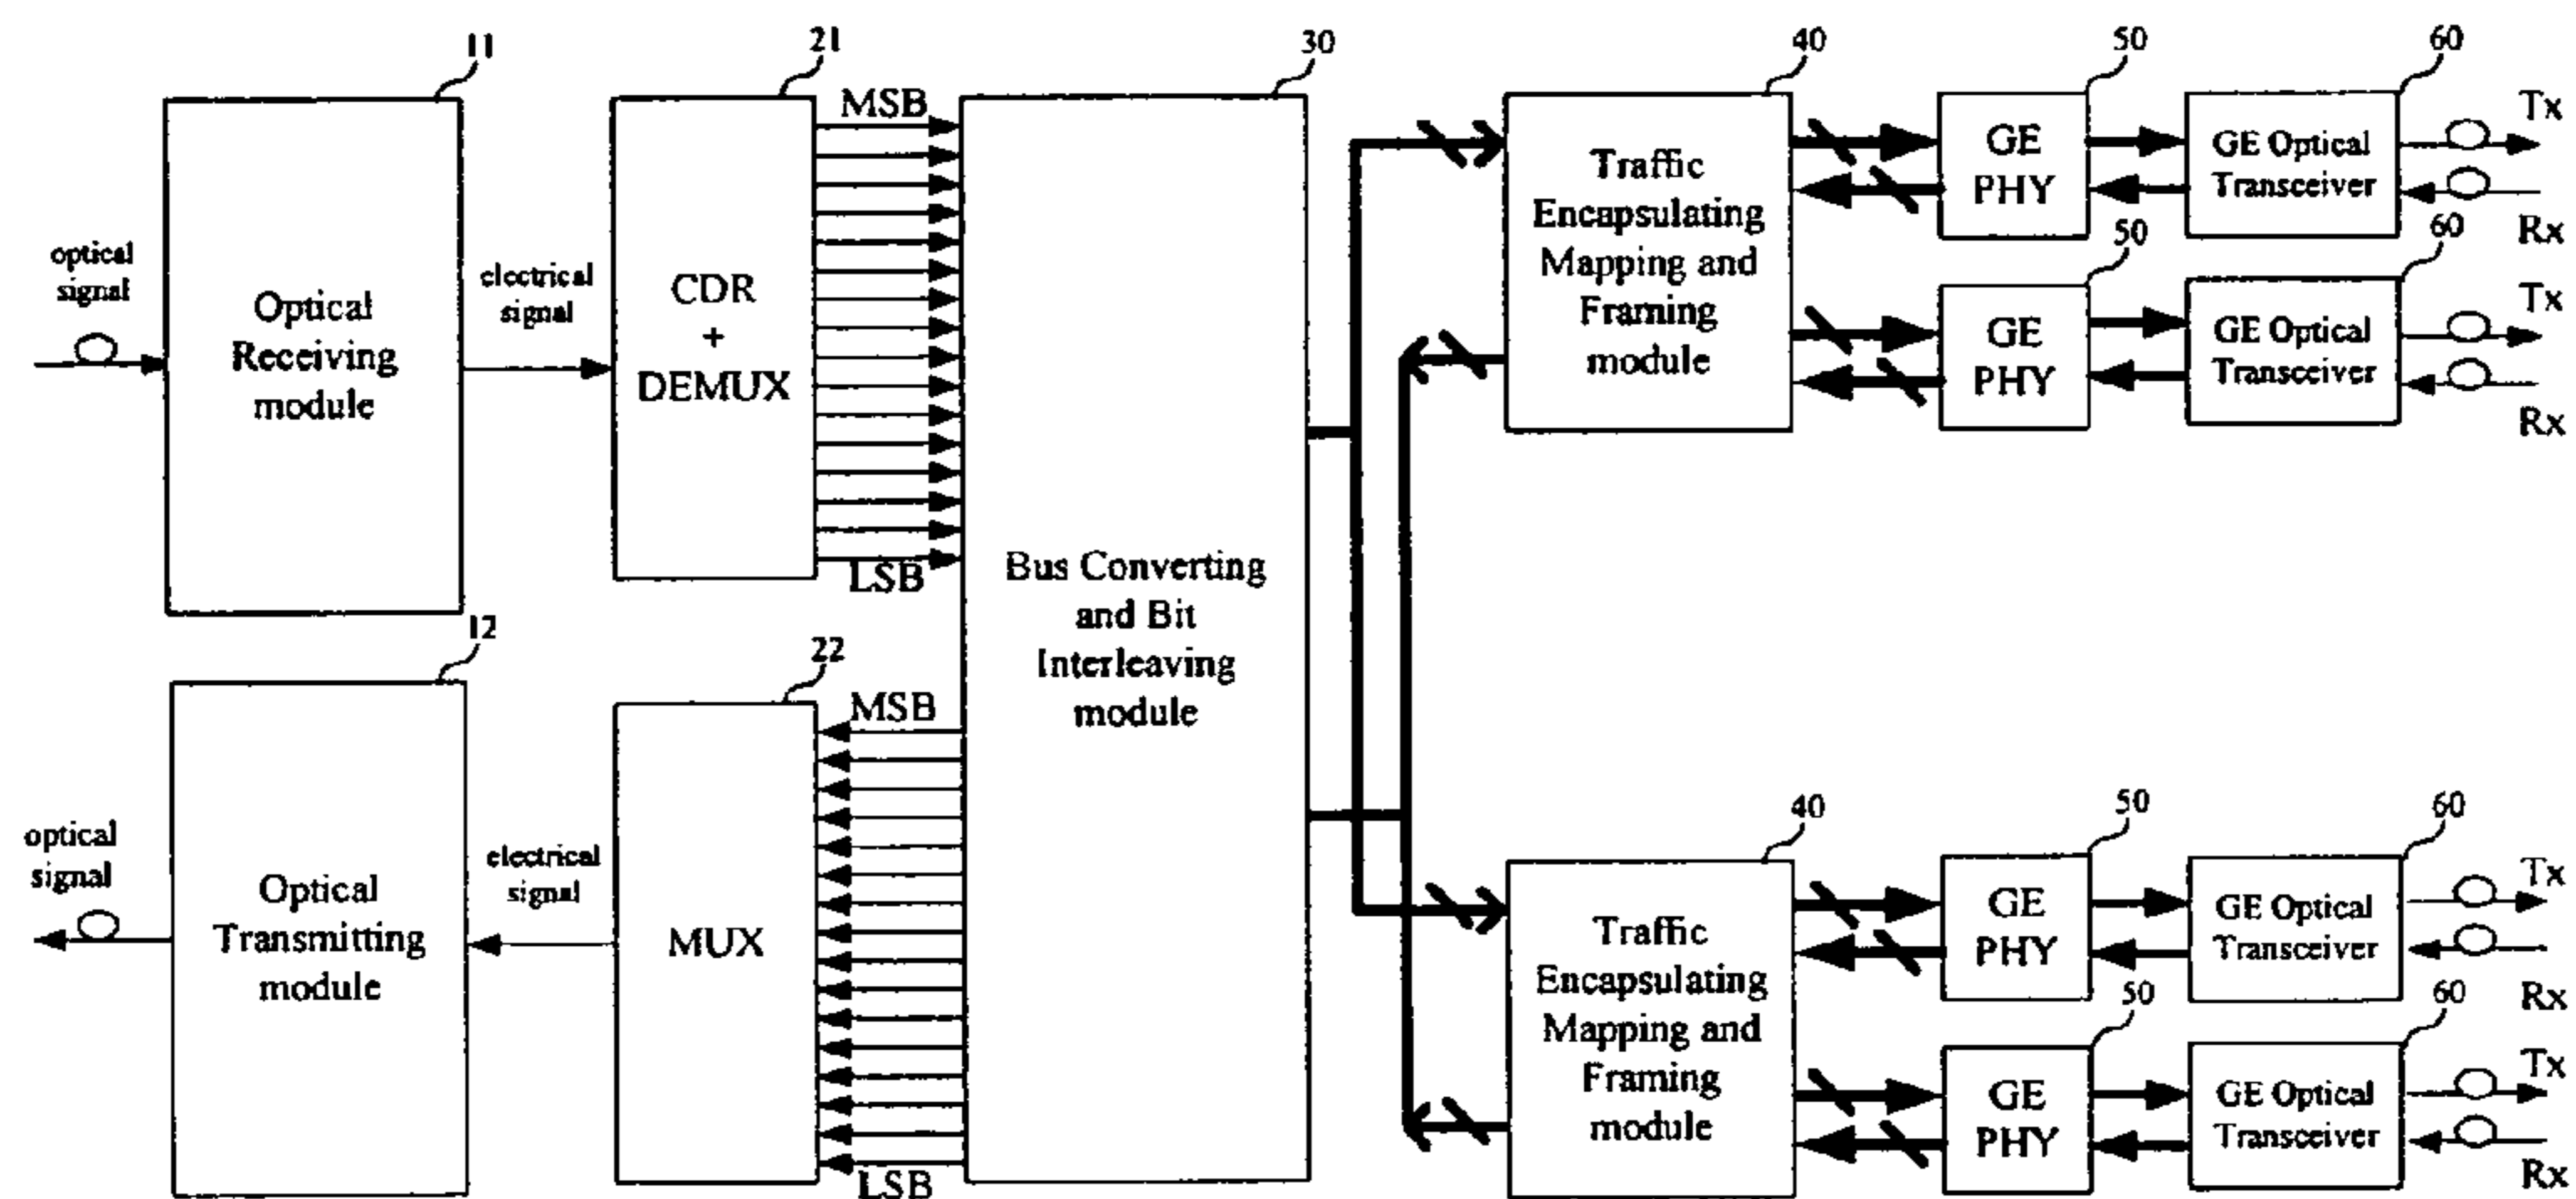 11
21
30
40
50
60
MSB
Tx
GE
PHY
GE Optical
Transceiver
Traffic
Encapsulating
Mapping and
Framing
module
Rx
50
60
optical
signal
electrical
signal
Optical
Receiving
module
CDR
+
DEMUX
Tx
GE
PHY
GE Optical
Transceiver
Rx
LSB
Bus Converting
and Bit
Interleaving
module
12
22
MSB
40
50
60
optical
signal
electrical
signal
Optical
Transmitting
module
MUX
Traffic
Encapsulating
Mapping and
Framing
module
GE
PHY
GE Optical
Transceiver
Tx
Rx
50
60
GE
PHY
GE Optical
Transceiver
Tx
Rx
LSB